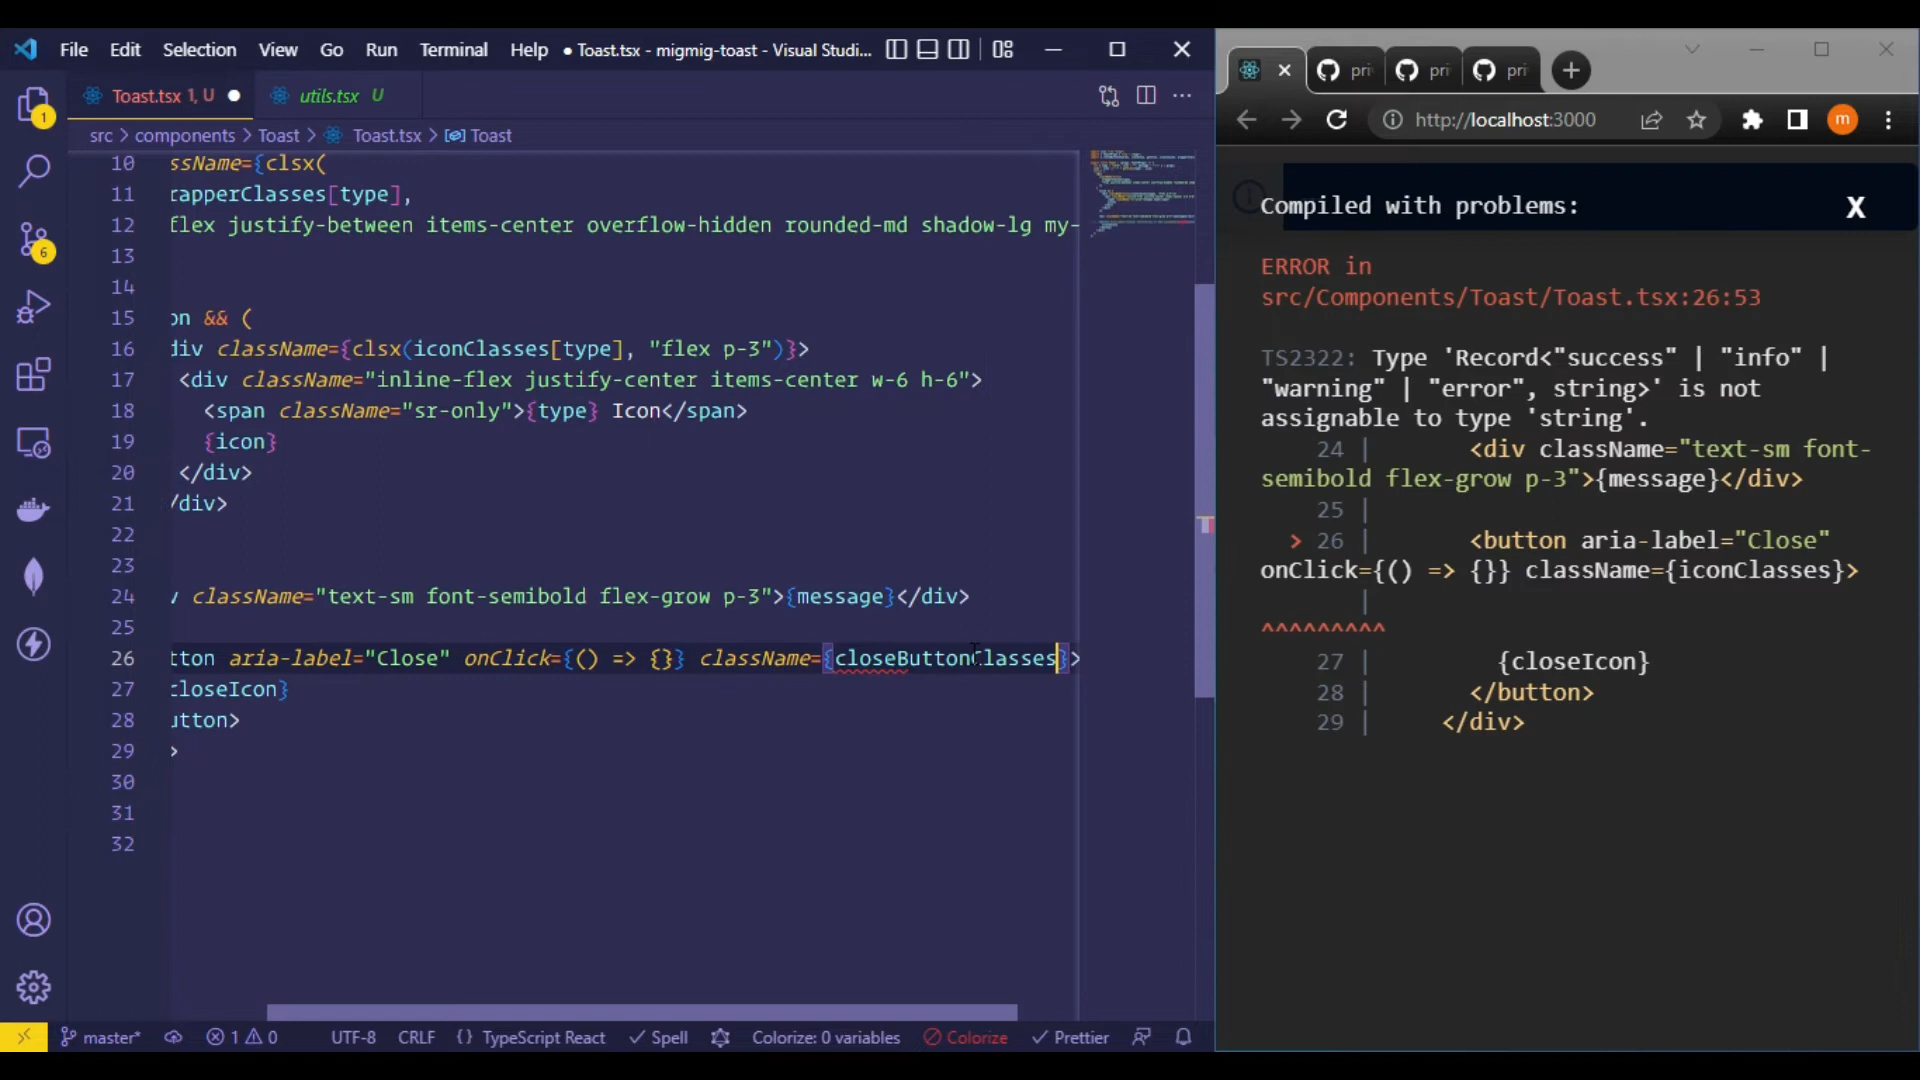 File Edit Selection View Go Run Terminal Help
● Toast.tsx - migmig-toast - Visual Studi...
Toast.tsx 1, U ●
utils.tsx U
src > components > Toast > Toast.tsx > Toast
10 ssName={clsx(
11 rapperClasses[type],
12 flex justify-between items-center overflow-hidden rounded-md shadow-lg my-
13
14
15 on && (
16 div className={clsx(iconClasses[type], "flex p-3")}>
17 <div className="inline-flex justify-center items-center w-6 h-6">
18 <span className="sr-only">{type} Icon</span>
19 {icon}
20 </div>
21 /div>
22
23
24 v className="text-sm font-semibold flex-grow p-3">{message}</div>
25
26 tton aria-label="Close" onClick={() => {}} className={closeButtonClasses}>
27 closeIcon}
28 utton>
29 >
30
31
32
1
6
master*
1 0
UTF-8
CRLF
{} TypeScript React
Spell
Colorize: 0 variables
Colorize
Prettier
pri
pri
pri
http://localhost:3000
m
Compiled with problems:
X
ERROR in
src/Components/Toast/Toast.tsx:26:53
TS2322: Type 'Record<"success" | "info" |
"warning" | "error", string>' is not
assignable to type 'string'.
24 | <div className="text-sm font-
semibold flex-grow p-3">{message}</div>
25 |
> 26 | <button aria-label="Close"
onClick={() => {}} className={iconClasses}>
|
^^^^^^^^^
27 | {closeIcon}
28 | </button>
29 | </div>